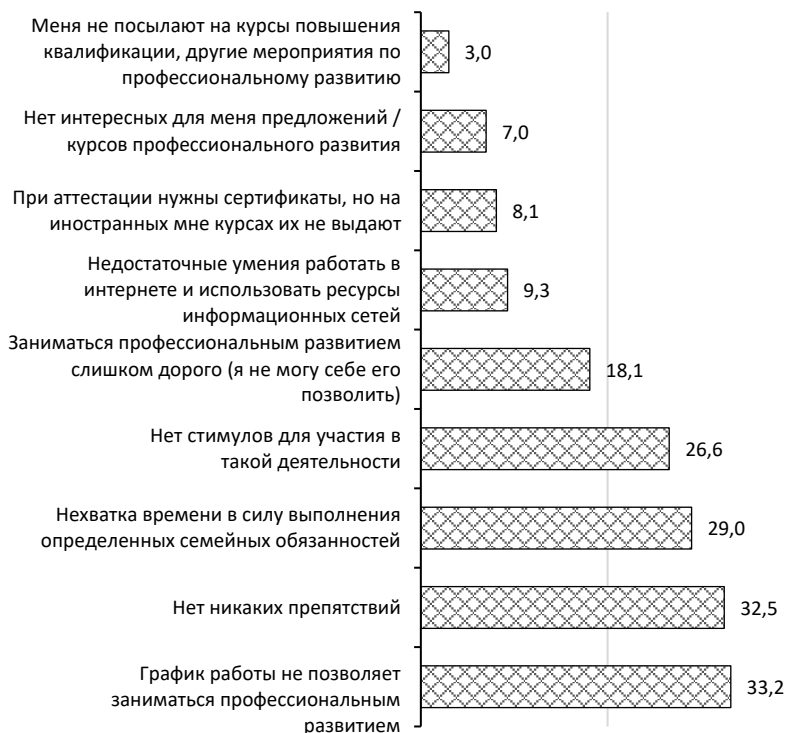 Меня не посылают на курсы повышения
квалификации, другие мероприятия по
профессиональному развитию
3,0
Нет интересных для меня предложений /
курсов профессионального развития
7,0
При аттестации нужны сертификаты, но на
иностранных мне курсах их не выдают
8,1
Недостаточные умения работать в
интернете и использовать ресурсы
информационных сетей
9,3
Заниматься профессиональным развитием
слишком дорого (я не могу себе его
позволить)
18,1
Нет стимулов для участия в
такой деятельности
26,6
Нехватка времени в силу выполнения
определенных семейных обязанностей
29,0
Нет никаких препятствий
32,5
График работы не позволяет
заниматься профессиональным
развитием
33,2